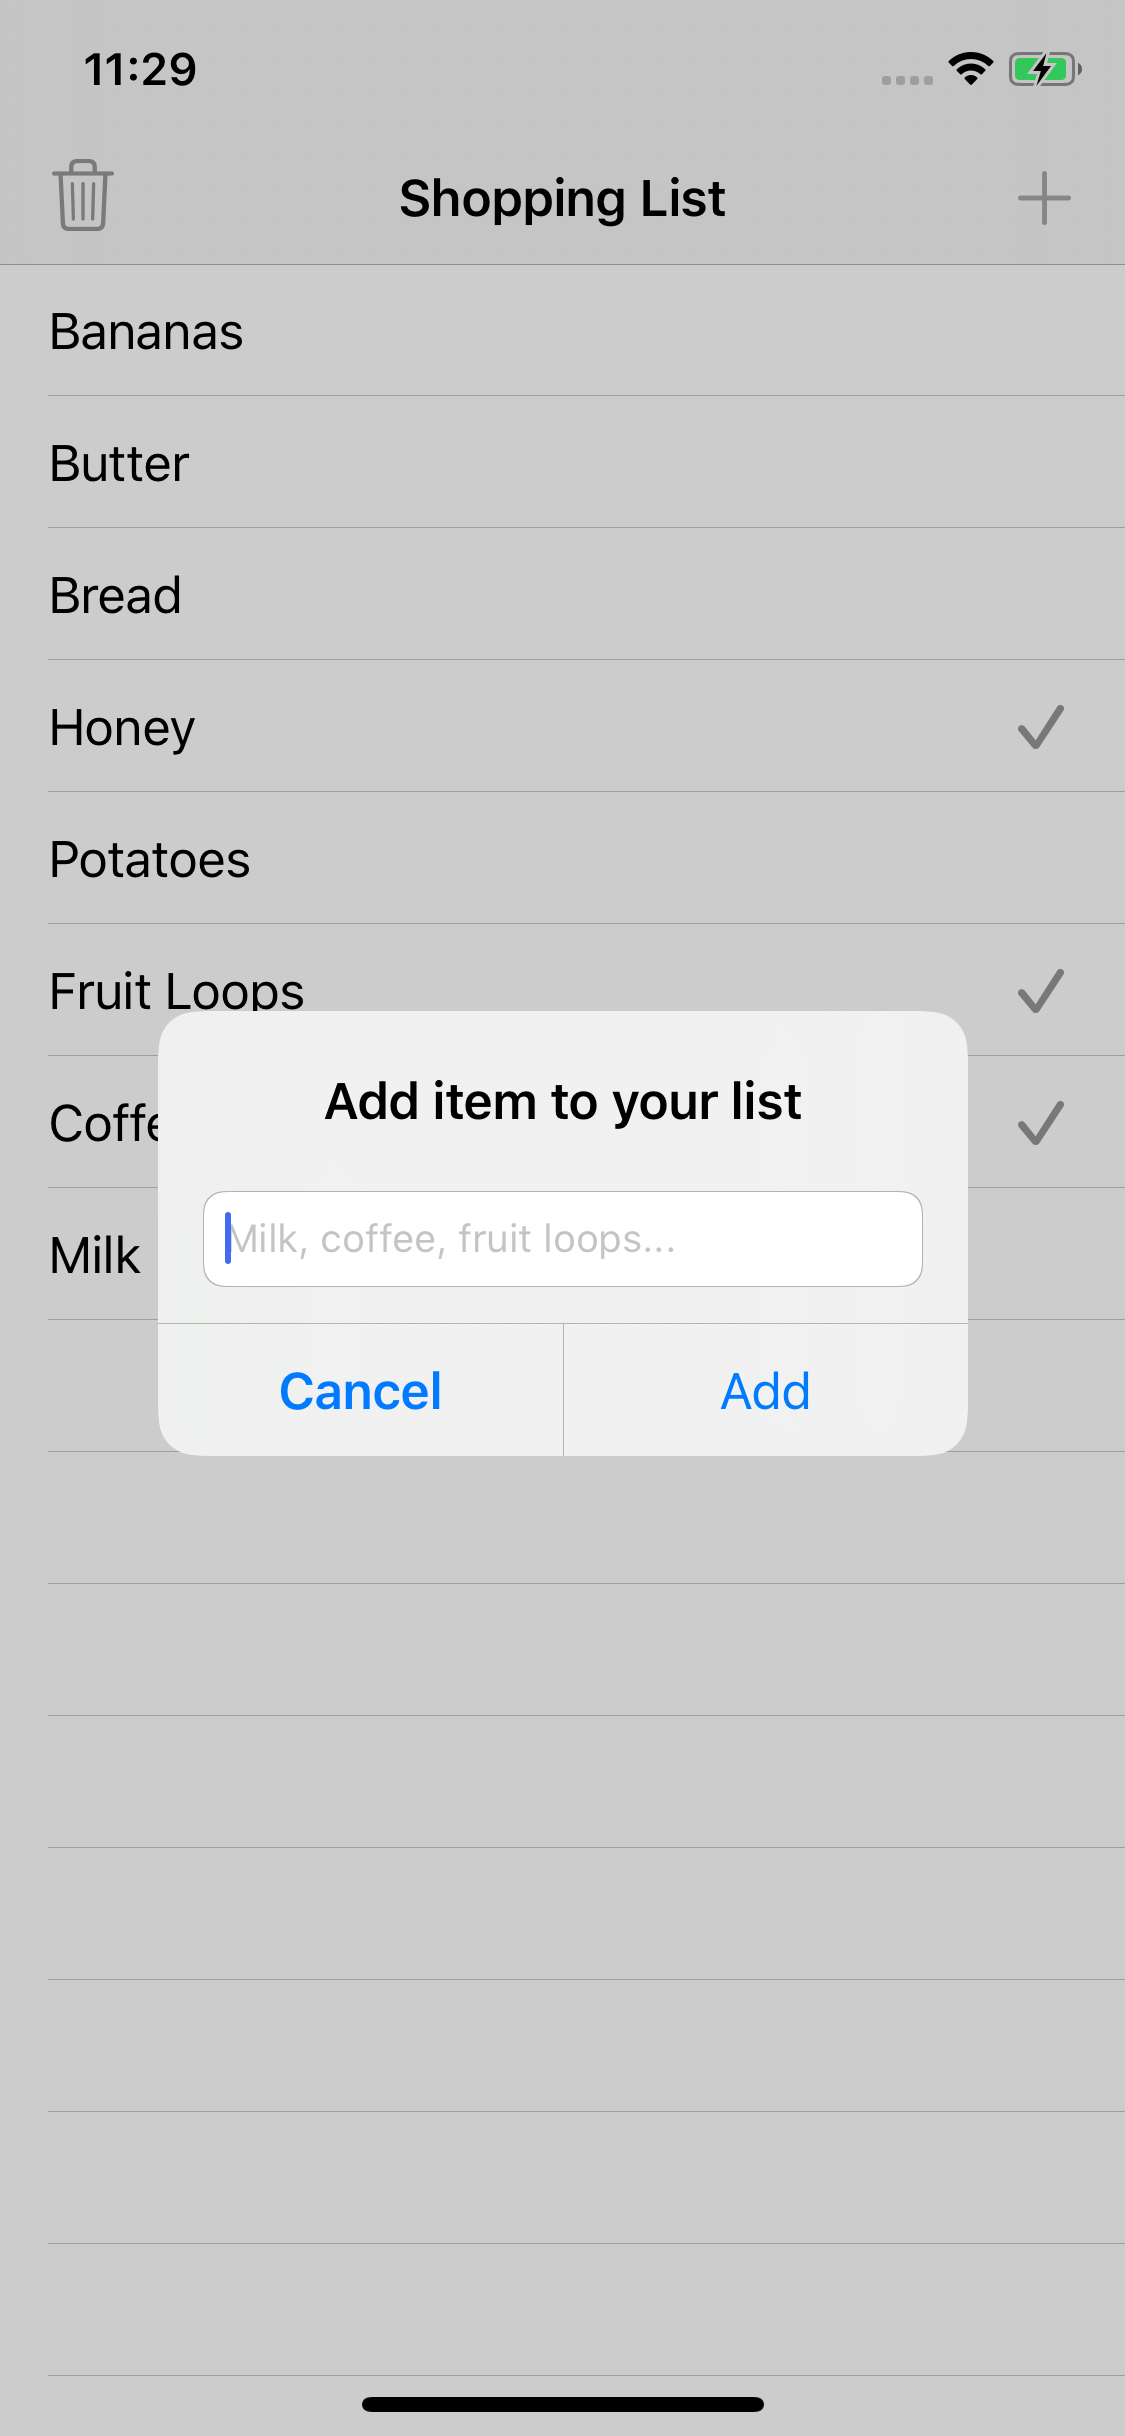 11:29
Shopping List
Bananas
Butter
Bread
Honey
Potatoes
Fruit Loops
Coffe
Milk
Add item to your list
Milk, coffee, fruit loops...
Cancel
Add